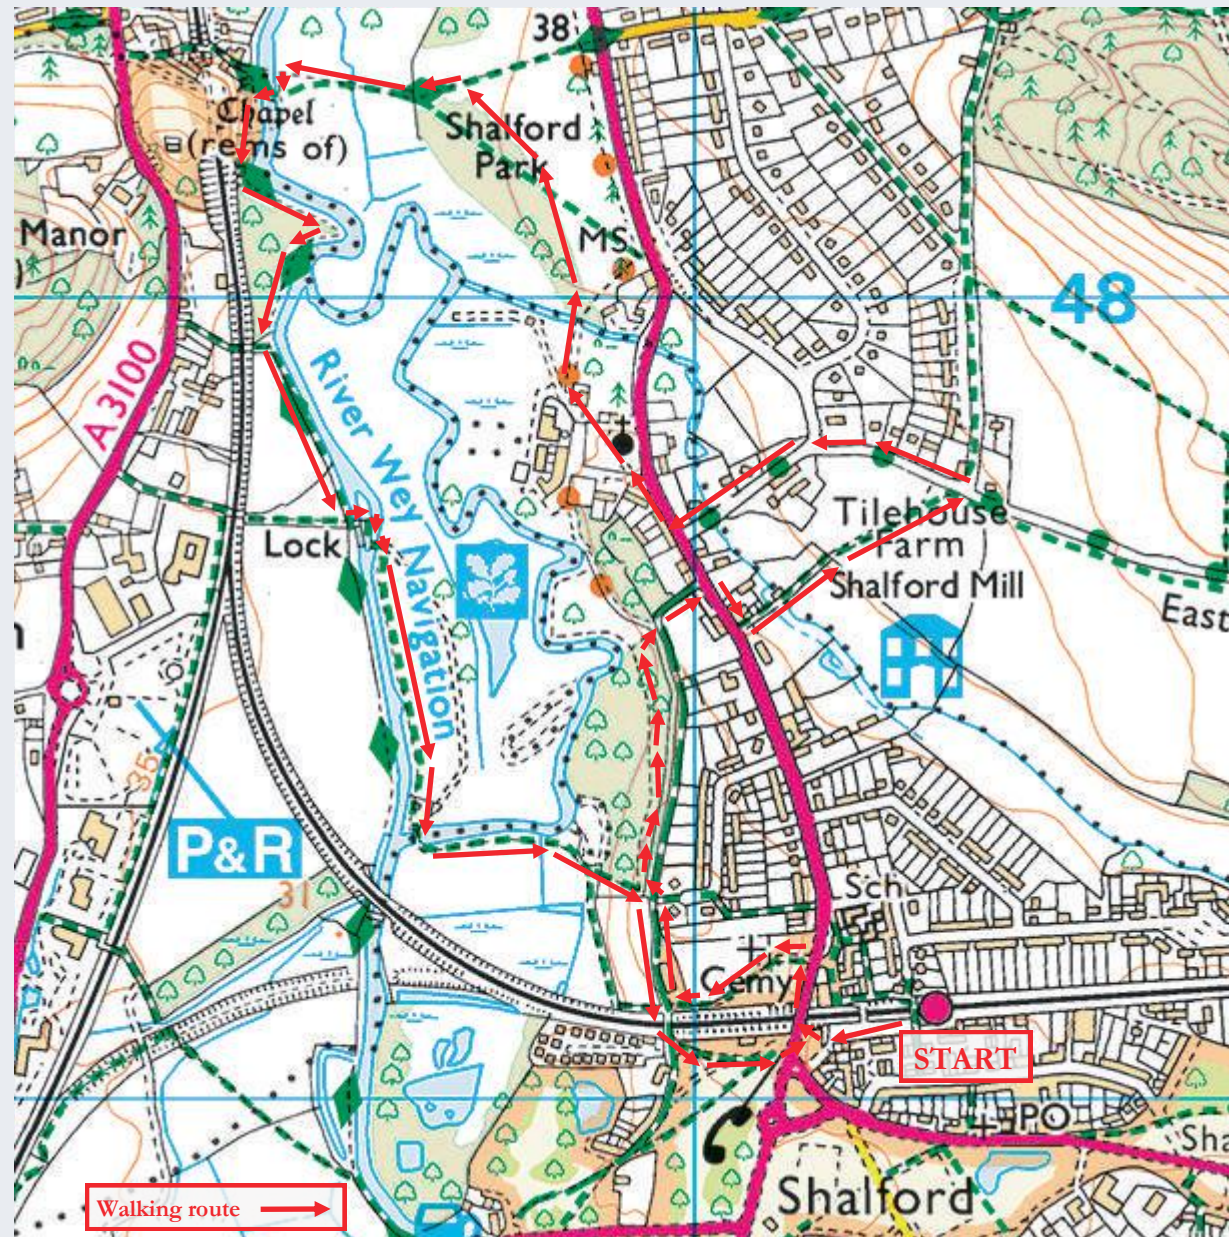 38
Chapel
(rems of)
Shalford
Park
Manor
)
MS
48
A 3100
River Wey Navigation
Lock
Tilehouse
Farm
Shalford Mill
East
n
35
P&R
31
Sch
Cemy
START
PO
Sha
Shalford
Walking route